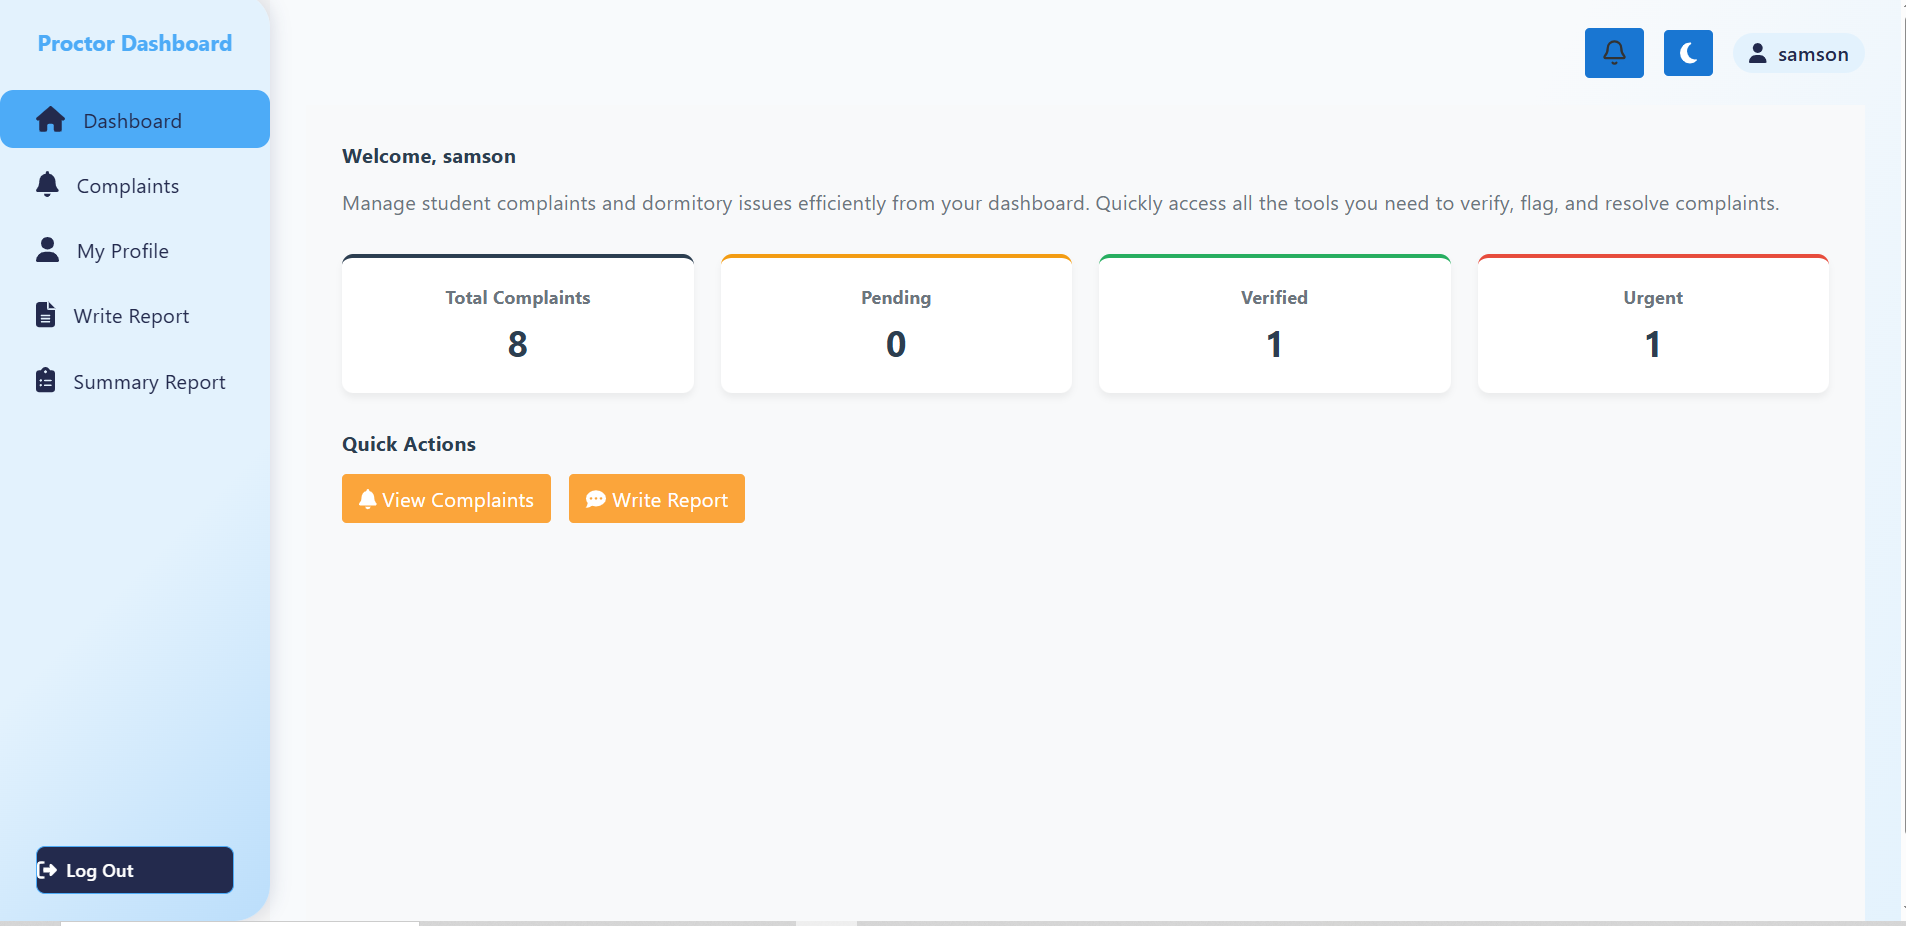 Proctor Dashboard
Dashboard
Complaints
My Profile
Write Report
Summary Report
Log Out
samson
Welcome, samson
Manage student complaints and dormitory issues efficiently from your dashboard. Quickly access all the tools you need to verify, flag, and resolve complaints.
Total Complaints
8
Pending
0
Verified
1
Urgent
1
Quick Actions
View Complaints
Write Report